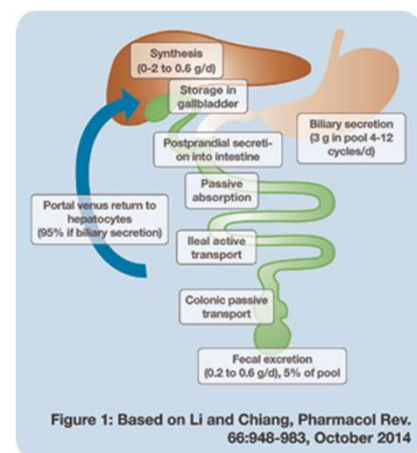 Synthesis
(0-2 to 0.6 g/d)
Storage in
gallbladder
Biliary secretion
(3 g in pool 4-12
cycles/d)
Postprandial secreti-
on into intestine
Passive
absorption
Portal venus return to
hepatocytes
(95% if biliary secretion)
Ileal active
transport
Colonic passive
transport
Fecal excretion
(0.2 to 0.6 g/d), 5% of pool
Figure 1: Based on Li and Chiang, Pharmacol Rev.
66:948-983, October 2014